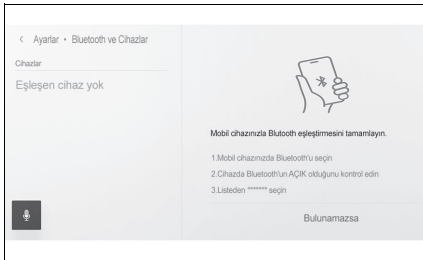 < Ayarlar • Bluetooth ve Cihazlar
Cihazlar
Eşleşen cihaz yok
Mobil cihazınızla Blutooth eşleştirmesini tamamlayın.
1.Mobil cihazınızda Bluetooth'u seçin
2.Cihazda Bluetooth'un AÇIK olduğunu kontrol edin
3.Listeden ******* seçin
Bulunamazsa